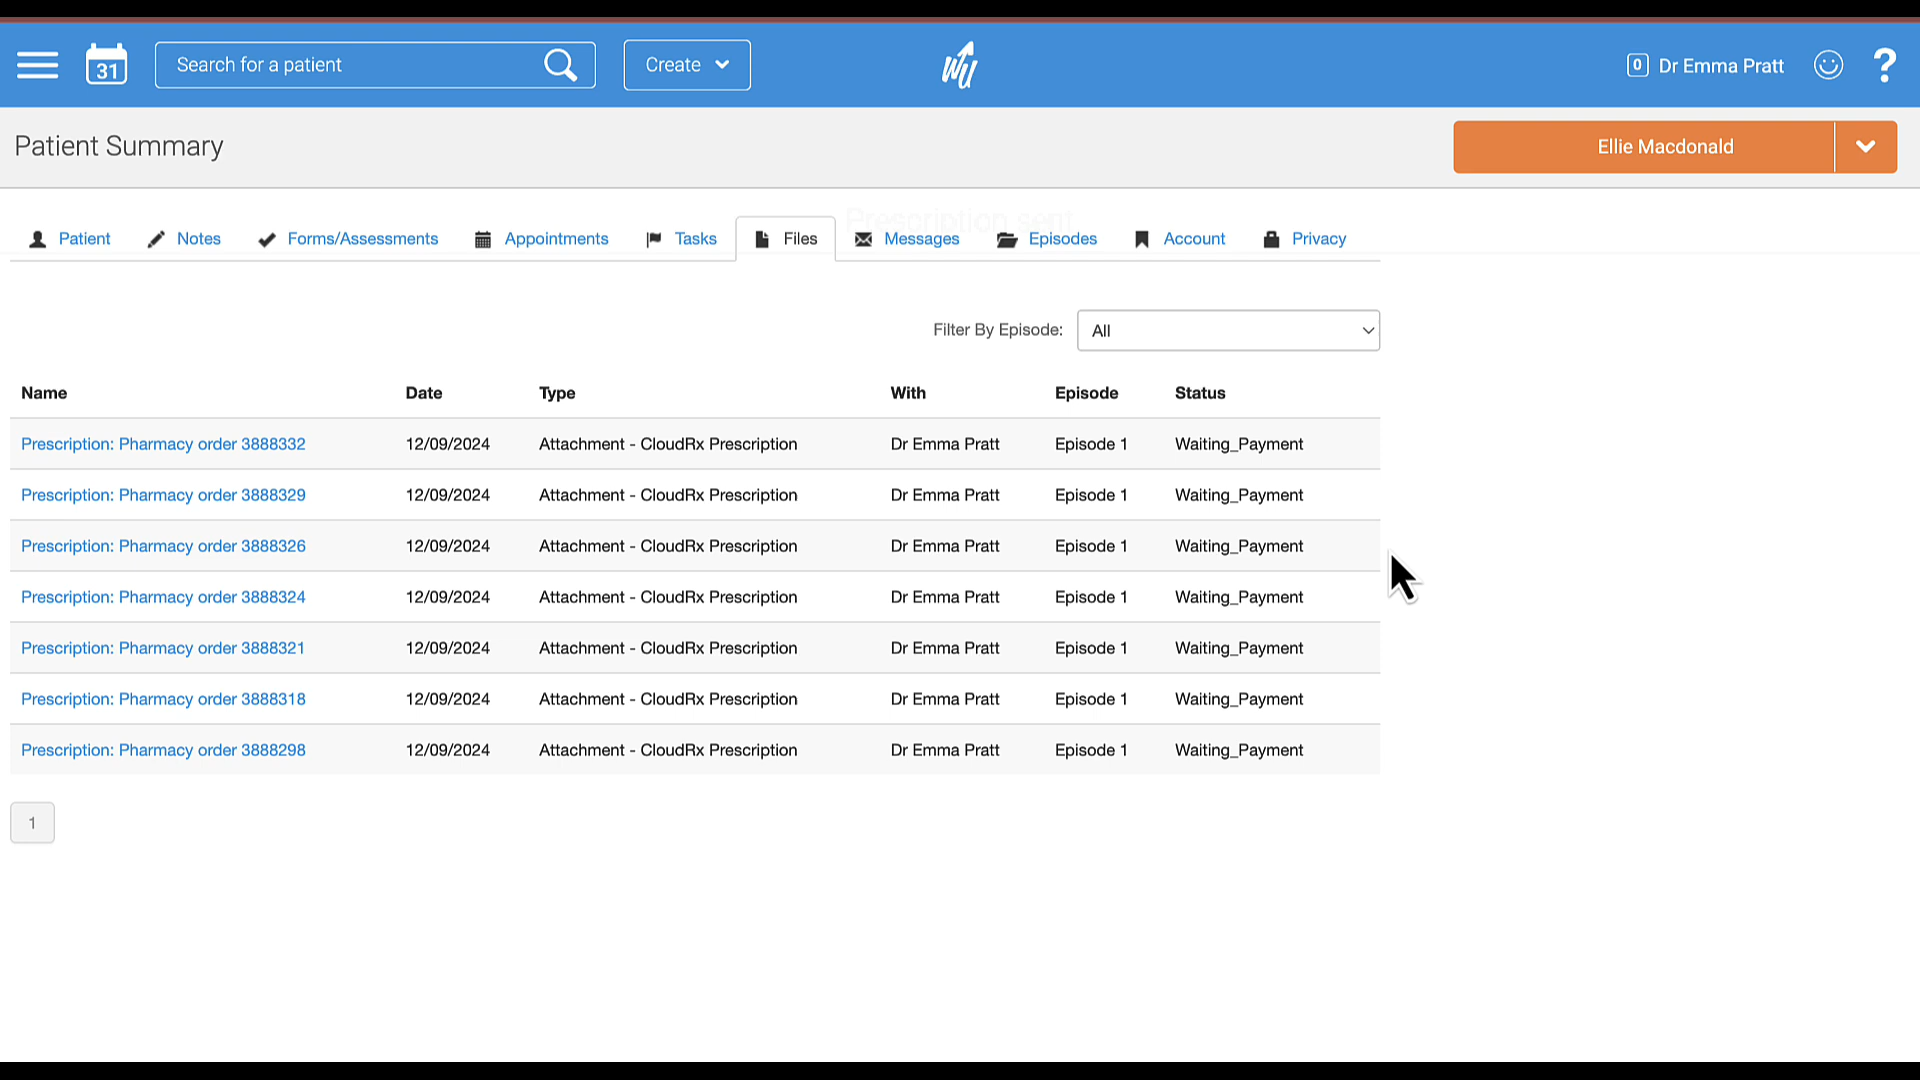 31
Search for a patient
Create
0 Dr Emma Pratt
?
Patient Summary
Ellie Macdonald
Prescription sent
Patient Notes Forms/Assessments Appointments Tasks Files Messages Episodes Account Privacy
Filter By Episode: All
Name Date Type With Episode Status
Prescription: Pharmacy order 3888332 12/09/2024 Attachment - CloudRx Prescription Dr Emma Pratt Episode 1 Waiting_Payment
Prescription: Pharmacy order 3888329 12/09/2024 Attachment - CloudRx Prescription Dr Emma Pratt Episode 1 Waiting_Payment
Prescription: Pharmacy order 3888326 12/09/2024 Attachment - CloudRx Prescription Dr Emma Pratt Episode 1 Waiting_Payment
Prescription: Pharmacy order 3888324 12/09/2024 Attachment - CloudRx Prescription Dr Emma Pratt Episode 1 Waiting_Payment
Prescription: Pharmacy order 3888321 12/09/2024 Attachment - CloudRx Prescription Dr Emma Pratt Episode 1 Waiting_Payment
Prescription: Pharmacy order 3888318 12/09/2024 Attachment - CloudRx Prescription Dr Emma Pratt Episode 1 Waiting_Payment
Prescription: Pharmacy order 3888298 12/09/2024 Attachment - CloudRx Prescription Dr Emma Pratt Episode 1 Waiting_Payment
1